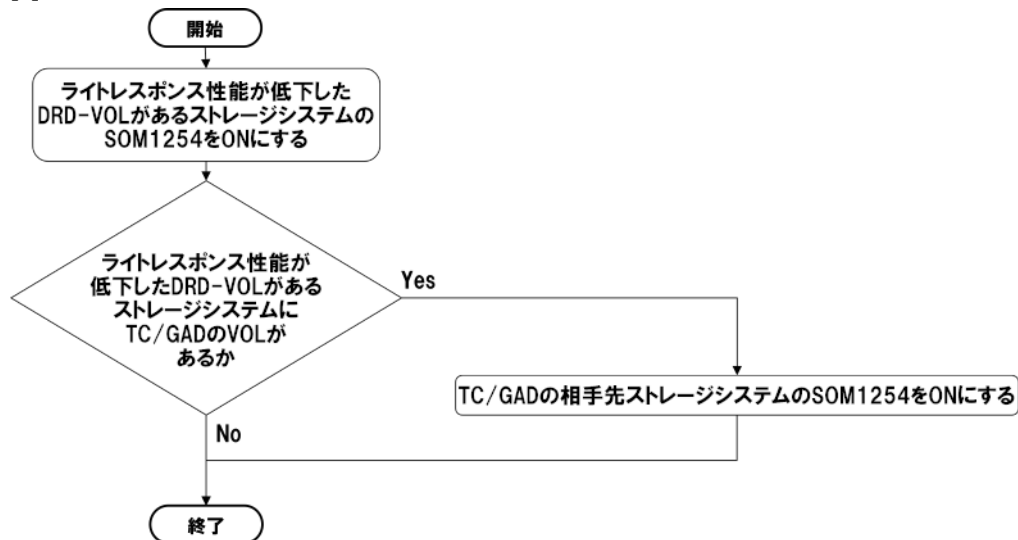 開始
ライトレスポンス性能が低下した
DRD-VOLがあるストレージシステムの
SOM1254をONにする
ライトレスポンス性能が
低下したDRD-VOLがある
ストレージシステムに
TC/GADのVOLが
あるか
Yes
TC/GADの相手先ストレージシステムのSOM1254をONにする
No
終了